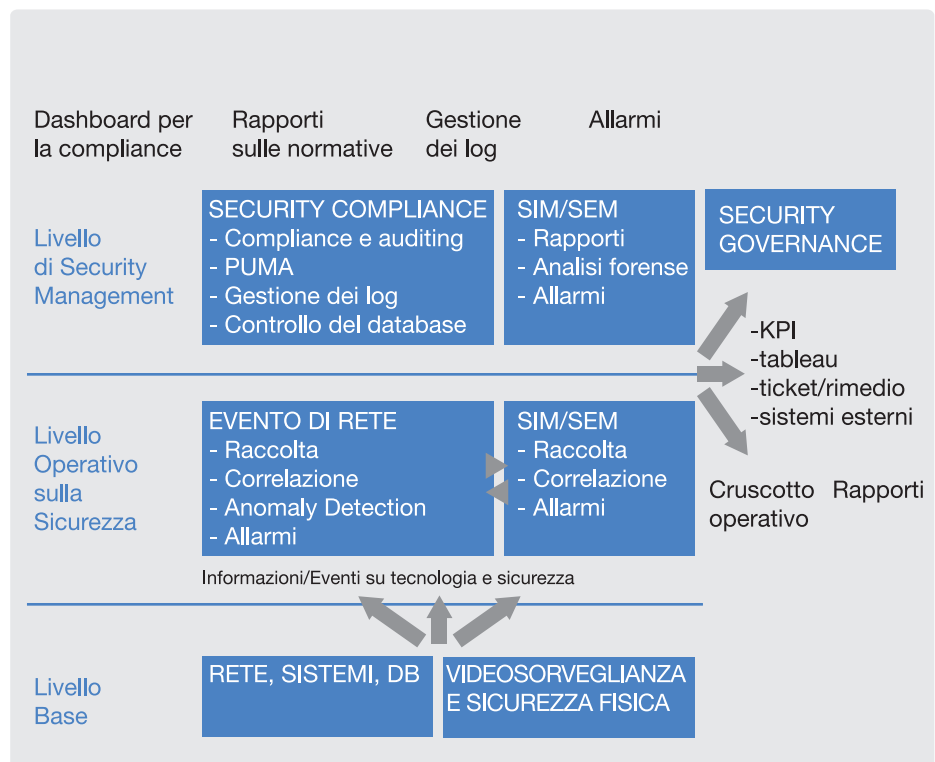 Dashboard per
la compliance
Rapporti
sulle normative
Gestione
dei log
Allarmi
Livello
di Security
Management
SECURITY COMPLIANCE
- Compliance e auditing
- PUMA
- Gestione dei log
- Controllo del database
SIM/SEM
- Rapporti
- Analisi forense
- Allarmi
SECURITY
GOVERNANCE
-KPI
-tableau
-ticket/rimedio
-sistemi esterni
Livello
Operativo
sulla
Sicurezza
EVENTO DI RETE
- Raccolta
- Correlazione
- Anomaly Detection
- Allarmi
SIM/SEM
- Raccolta
- Correlazione
- Allarmi
Cruscotto
operativo
Rapporti
Informazioni/Eventi su tecnologia e sicurezza
Livello
Base
RETE, SISTEMI, DB
VIDEOSORVEGLIANZA
E SICUREZZA FISICA